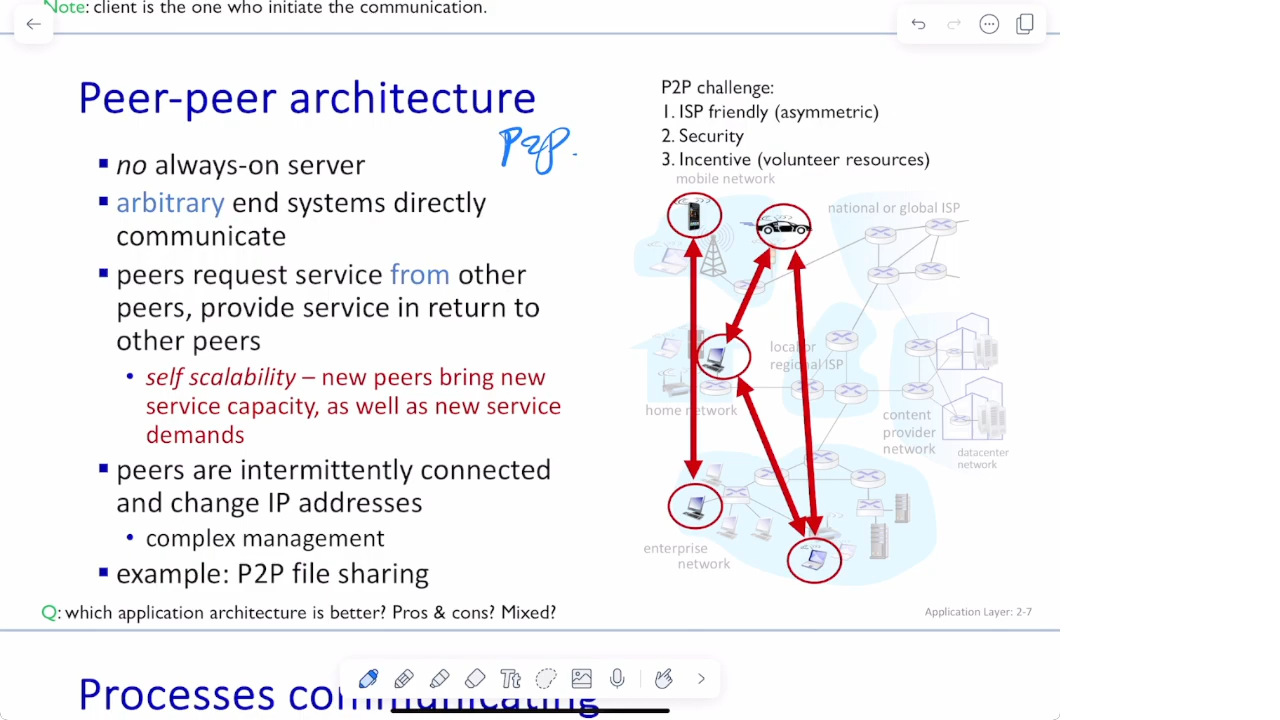 Note: client is the one who initiate the communication.
Peer-peer architecture
P2P.
▪ no always-on server
▪ arbitrary end systems directly
communicate
▪ peers request service from other
peers, provide service in return to
other peers
• self scalability – new peers bring new
service capacity, as well as new service
demands
▪ peers are intermittently connected
and change IP addresses
• complex management
▪ example: P2P file sharing
Q: which application architecture is better? Pros & cons? Mixed?
P2P challenge:
1. ISP friendly (asymmetric)
2. Security
3. Incentive (volunteer resources)
mobile network
national or global ISP
local or
regional ISP
home network
content
provider
network
datacenter
network
enterprise
network
Application Layer: 2-7
Processes communicating
Tt